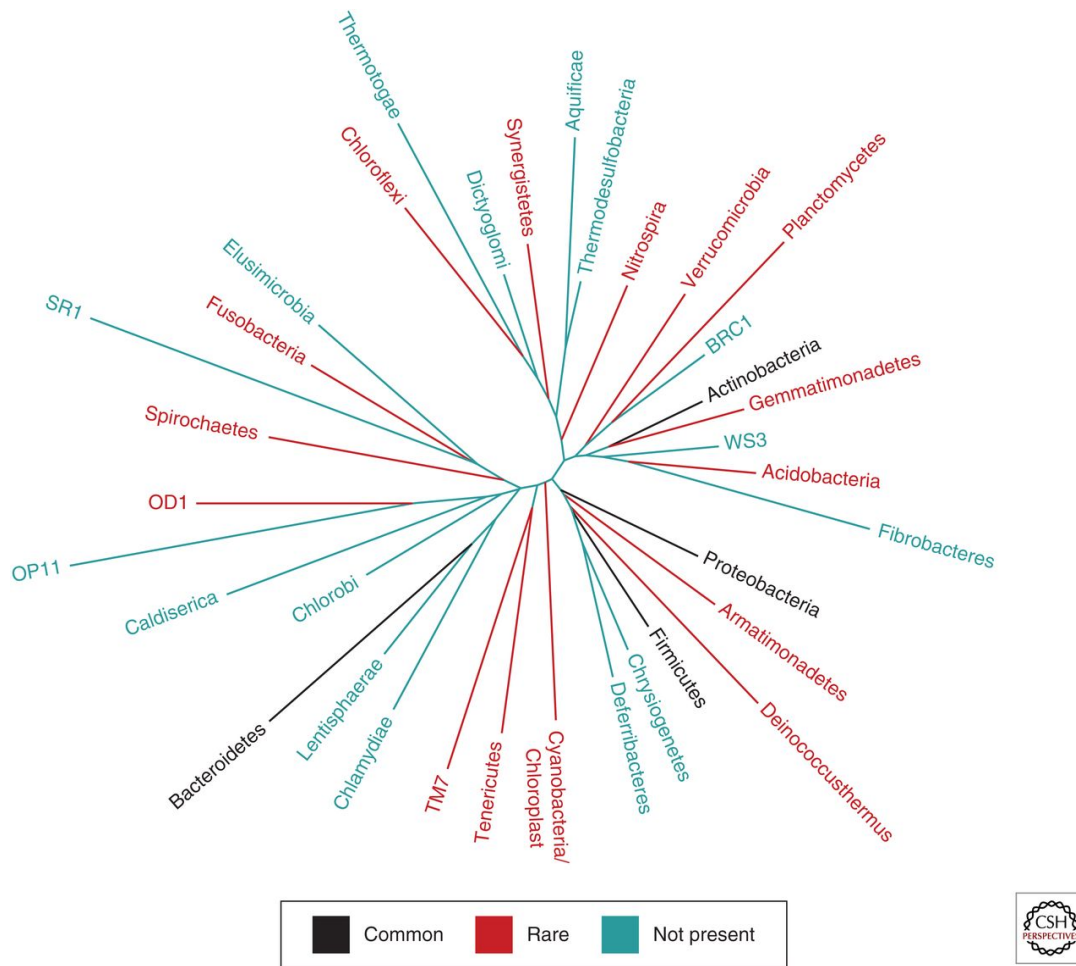 Thermotogae
Chloroflexi
Dictyoglomi
Synergistetes
Aquificae
Thermodesulfobacteria
Nitrospira
Verrucomicrobia
Planctomycetes
BRC1
Actinobacteria
Gemmatimonadetes
WS3
Acidobacteria
Fibrobacteres
Proteobacteria
Armatimonadetes
Deinococcusthermus
Firmicutes
Chrysiogenetes
Deferribacteres
Cyanobacteria/
Chloroplast
Tenericutes
TM7
Chlamydiae
Lentisphaerae
Bacteroidetes
Chlorobi
Caldiserica
OP11
OD1
Spirochaetes
SR1
Fusobacteria
Elusimicrobia
Common
Rare
Not present
CSH
PERSPECTIVES